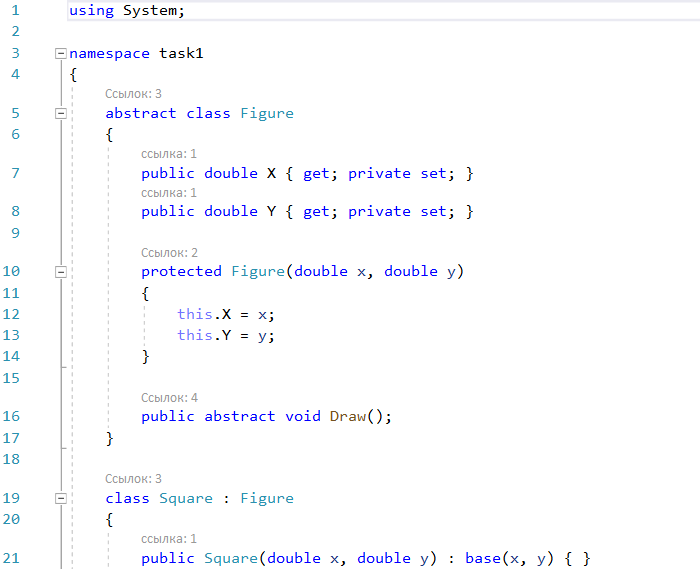 1 using System;
2
3 namespace task1
4 {
Ссылок: 3
5 abstract class Figure
6 {
ссылка: 1
7 public double X { get; private set; }
ссылка: 1
8 public double Y { get; private set; }
9
Ссылок: 2
10 protected Figure(double x, double y)
11 {
12 this.X = x;
13 this.Y = y;
14 }
15
Ссылок: 4
16 public abstract void Draw();
17 }
18
Ссылок: 3
19 class Square : Figure
20 {
ссылка: 1
21 public Square(double x, double y) : base(x, y) { }